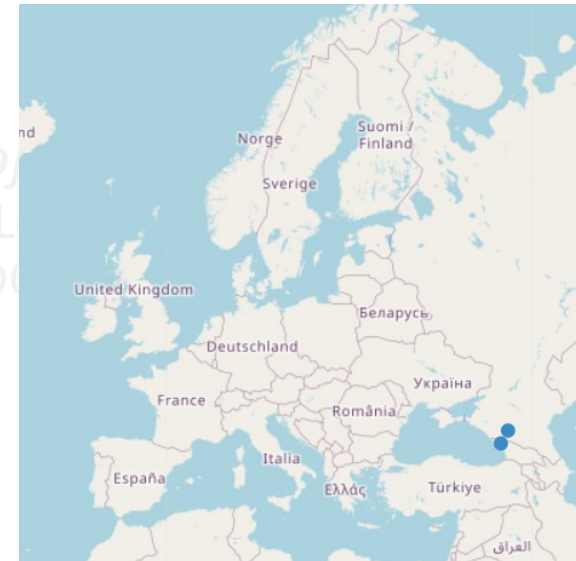 nd
Norge
Suomi /
Finland
Sverige
United Kingdom
Беларусь
Deutschland
Україна
France
România
Italia
España
Ελλάς
Türkiye
العراق